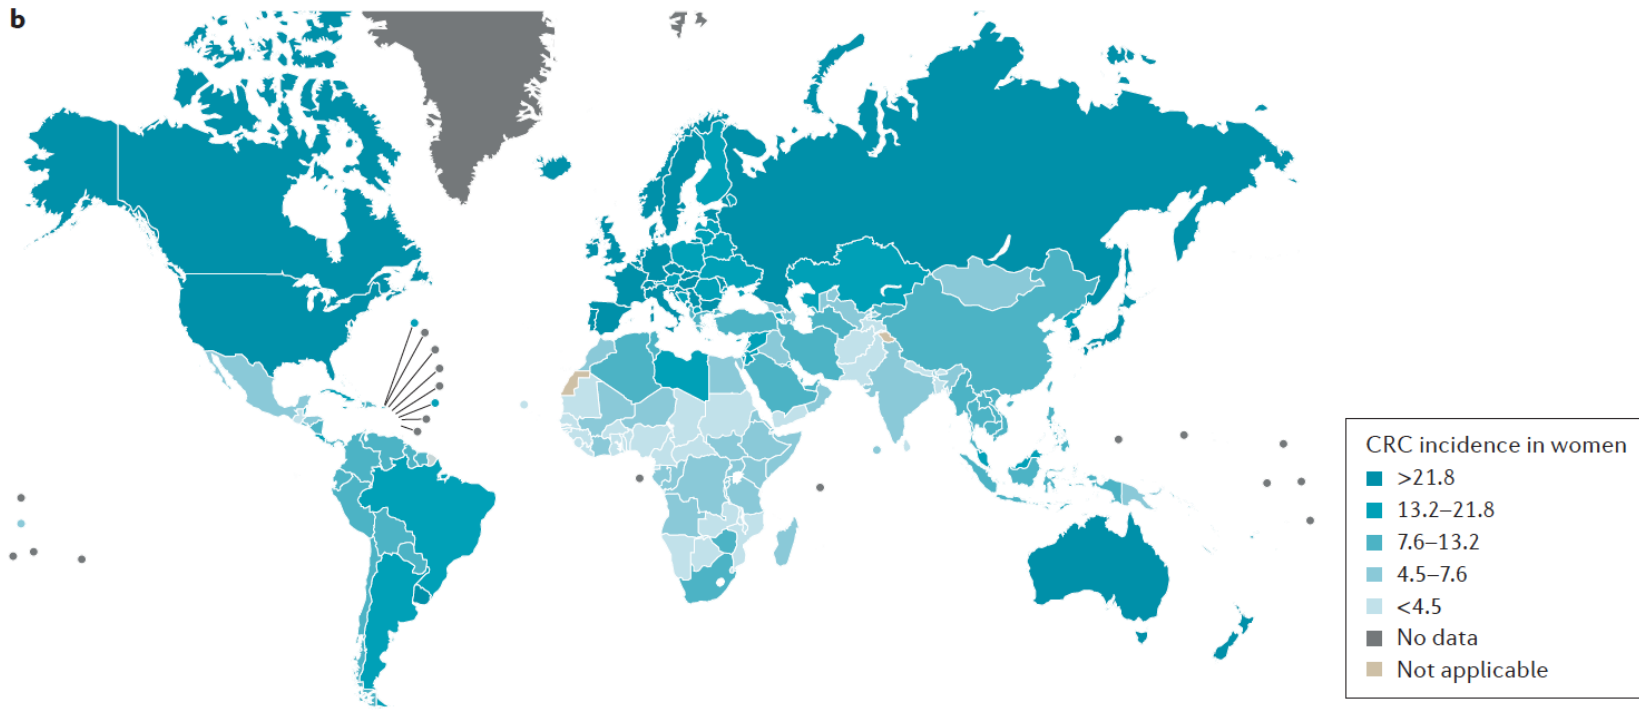 b
CRC incidence in women
>21.8
13.2–21.8
7.6–13.2
4.5–7.6
<4.5
No data
Not applicable